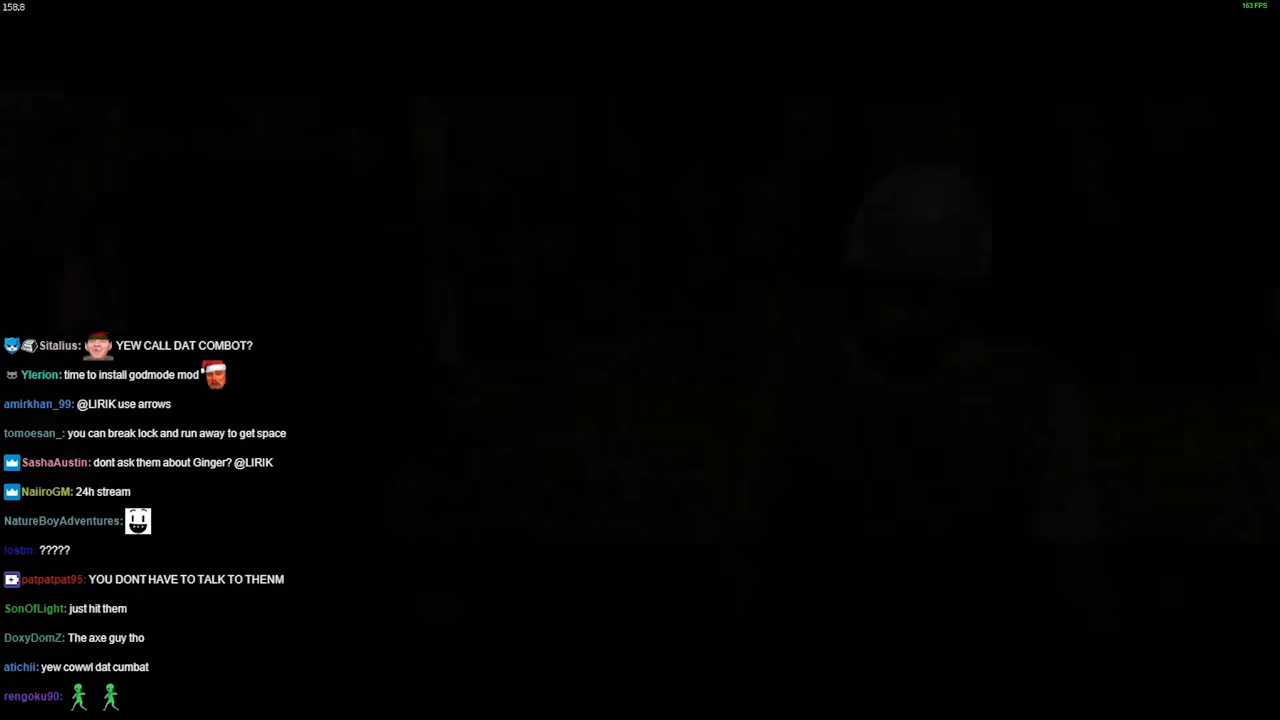 158.8
163 FPS
Sitalius: YEW CALL DAT COMBOT?
Ylerion: time to install godmode mod
amirkhan_99: @LIRIK use arrows
tomoesan_: you can break lock and run away to get space
SashaAustin: dont ask them about Ginger? @LIRIK
NaiiroGM: 24h stream
NatureBoyAdventures:
lostm: ?????
patpatpat95: YOU DONT HAVE TO TALK TO THENM
SonOfLight: just hit them
DoxyDomZ: The axe guy tho
atichii: yew cowwl dat cumbat
rengoku90: